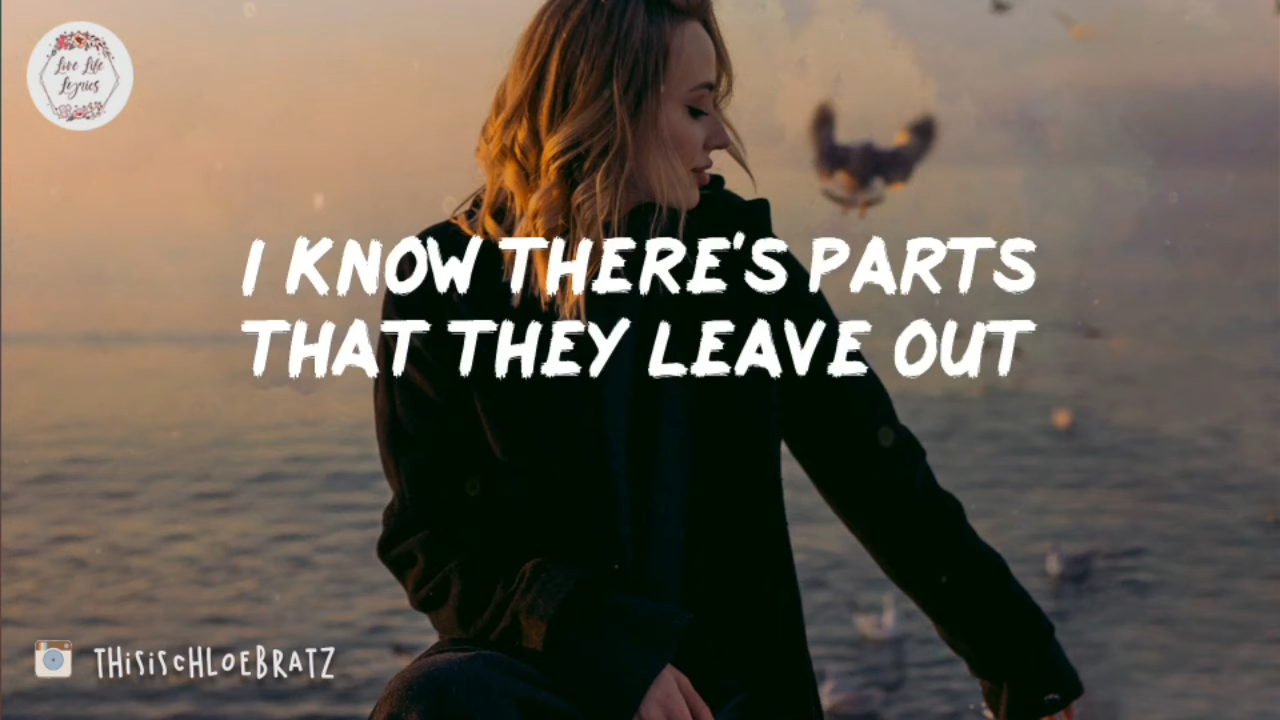 Live Life
Lyrics
I KNOW THERE'S PARTS
THAT THEY LEAVE OUT
THISISCHLOEBRATZ